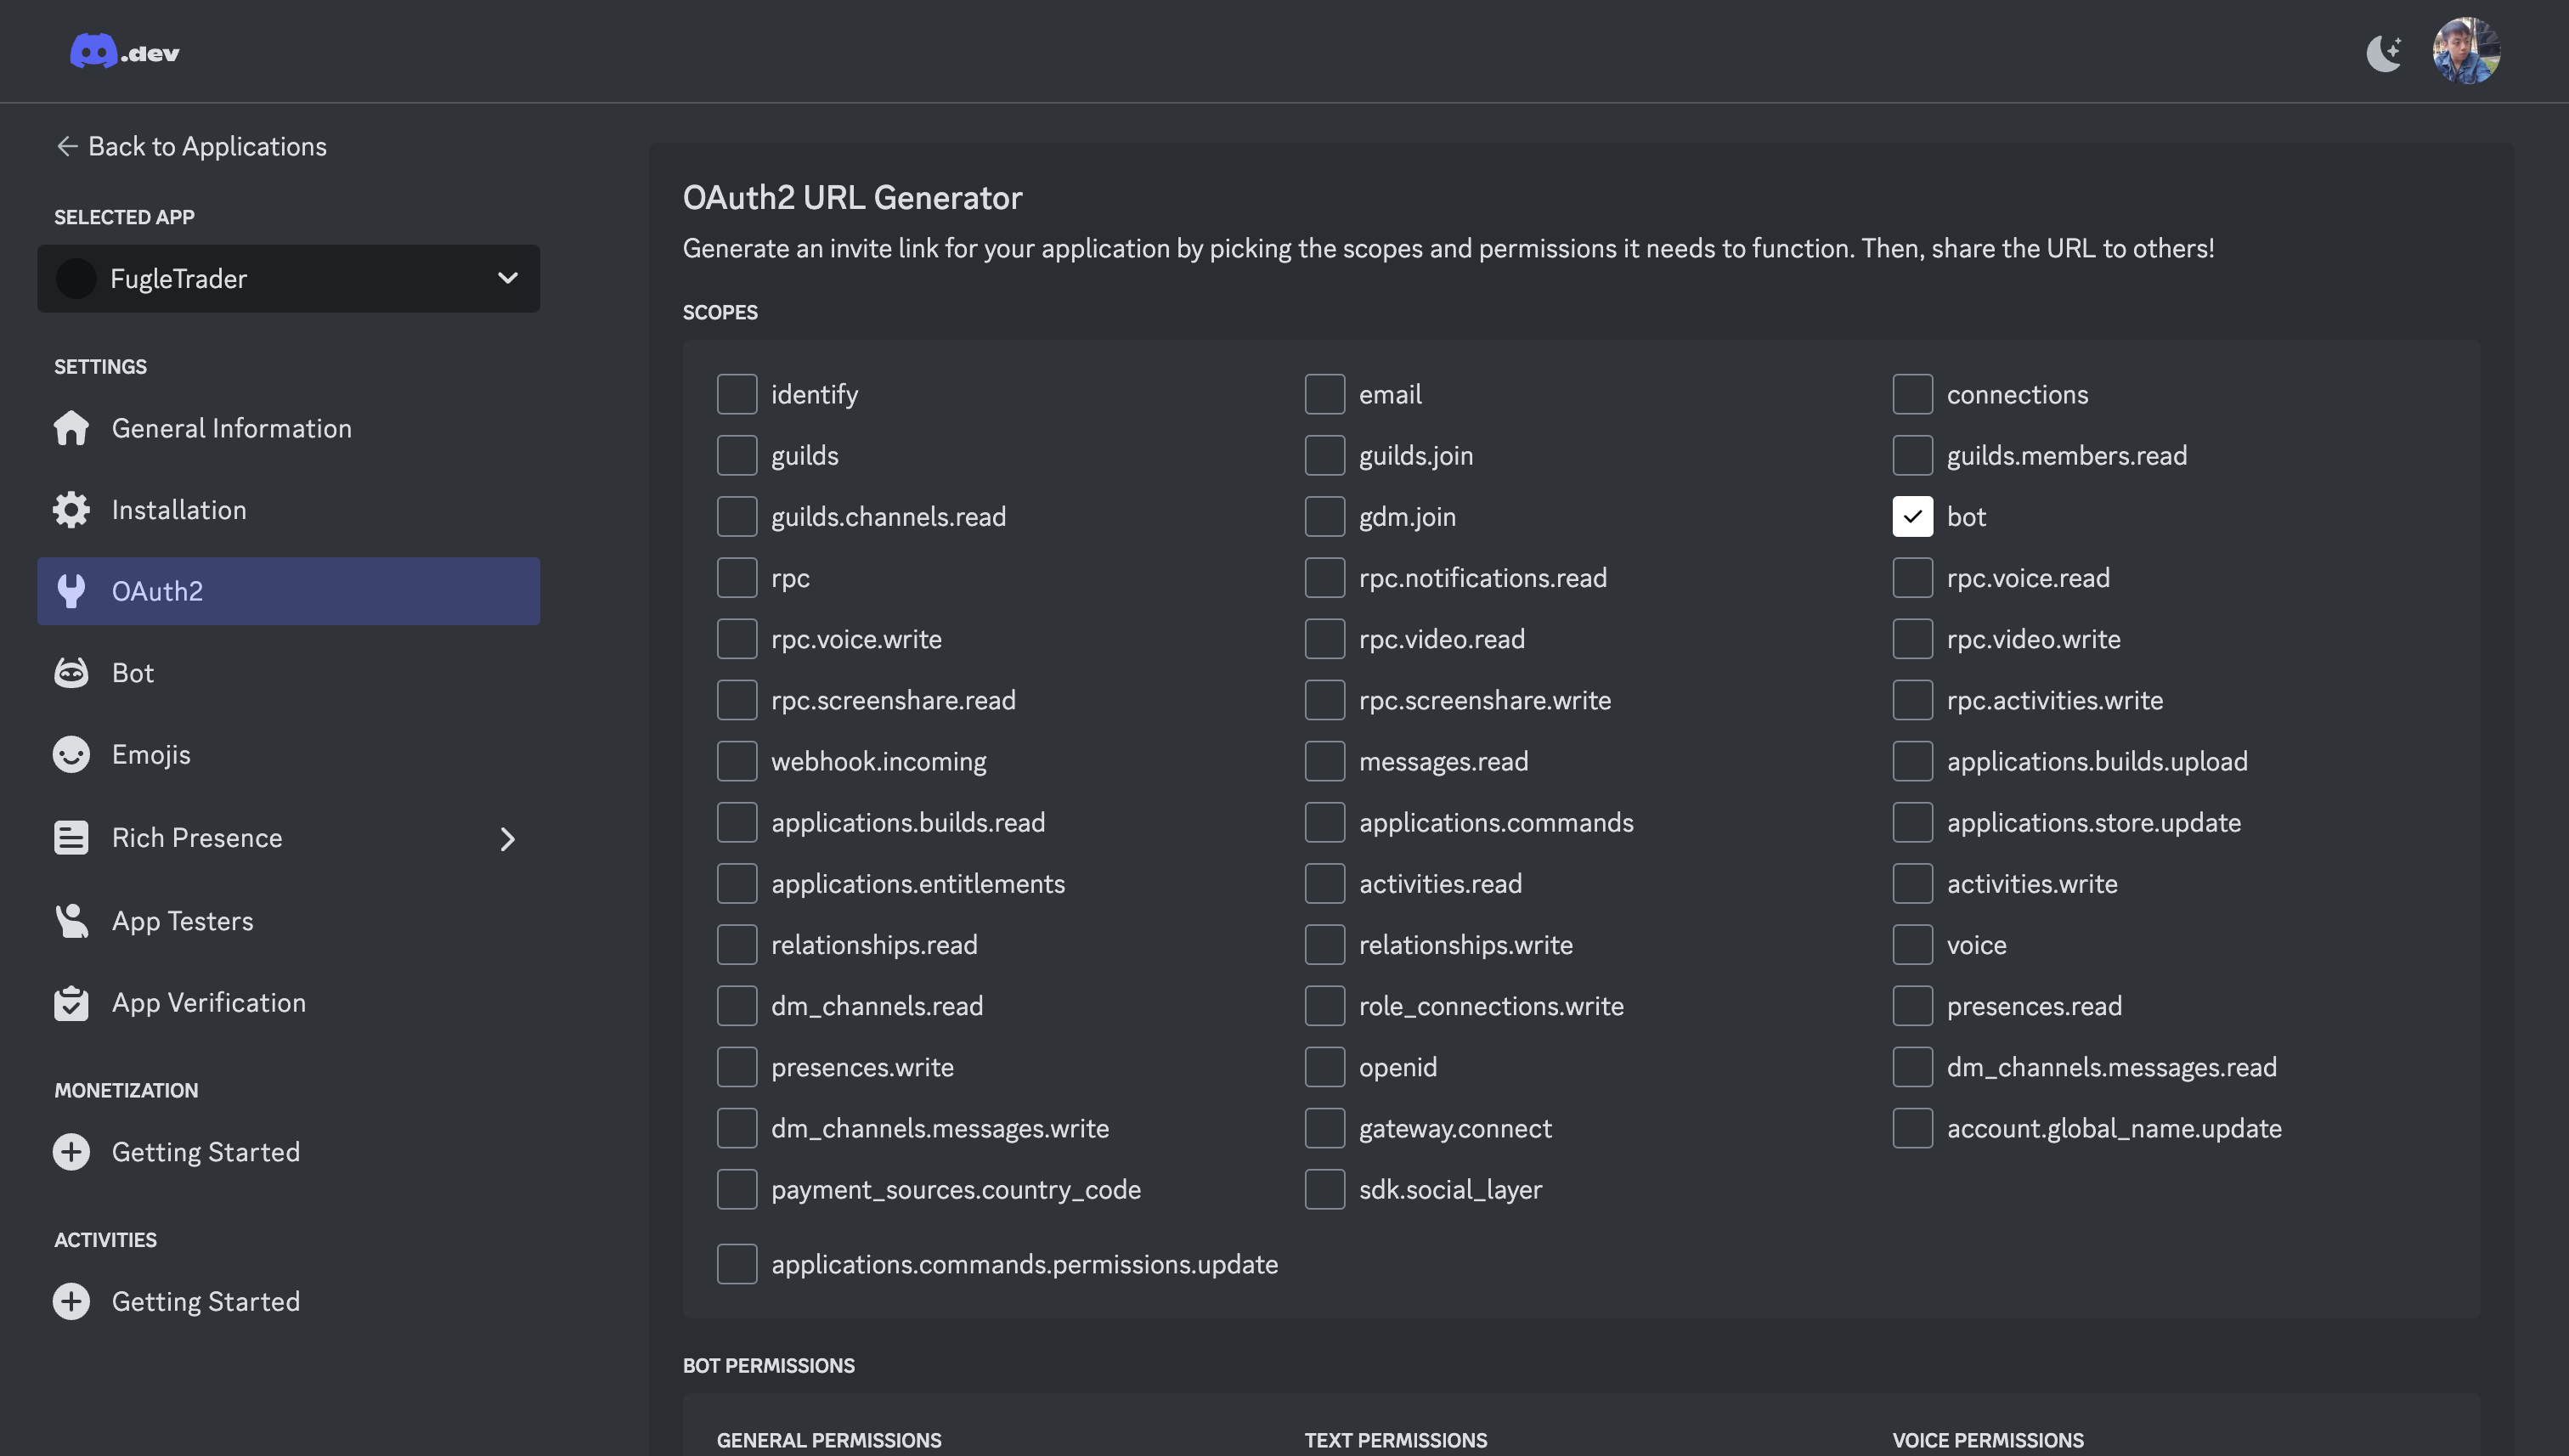 .dev
Back to Applications
SELECTED APP
FugleTrader
SETTINGS
General Information
Installation
OAuth2
Bot
Emojis
Rich Presence
App Testers
App Verification
MONETIZATION
Getting Started
ACTIVITIES
Getting Started
OAuth2 URL Generator
Generate an invite link for your application by picking the scopes and permissions it needs to function. Then, share the URL to others!
SCOPES
identify email connections
guilds guilds.join guilds.members.read
guilds.channels.read gdm.join bot
rpc rpc.notifications.read rpc.voice.read
rpc.voice.write rpc.video.read rpc.video.write
rpc.screenshare.read rpc.screenshare.write rpc.activities.write
webhook.incoming messages.read applications.builds.upload
applications.builds.read applications.commands applications.store.update
applications.entitlements activities.read activities.write
relationships.read relationships.write voice
dm_channels.read role_connections.write presences.read
presences.write openid dm_channels.messages.read
dm_channels.messages.write gateway.connect account.global_name.update
payment_sources.country_code sdk.social_layer
applications.commands.permissions.update
BOT PERMISSIONS
GENERAL PERMISSIONS TEXT PERMISSIONS VOICE PERMISSIONS